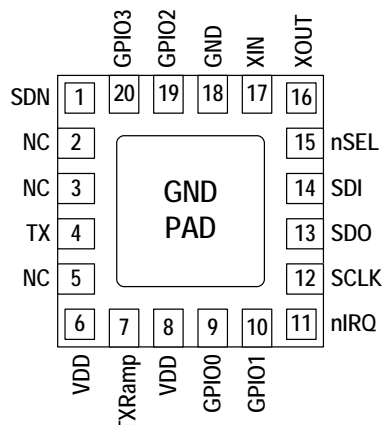 GPIO3 GPIO2 GND XIN XOUT
SDN 1 20 19 18 17 16
NC 2 15 nSEL
NC 3 14 SDI
TX 4 13 SDO
NC 5 12 SCLK
6 7 8 9 10 11 nIRQ
GND
PAD
VDD TXRamp VDD GPIO0 GPIO1